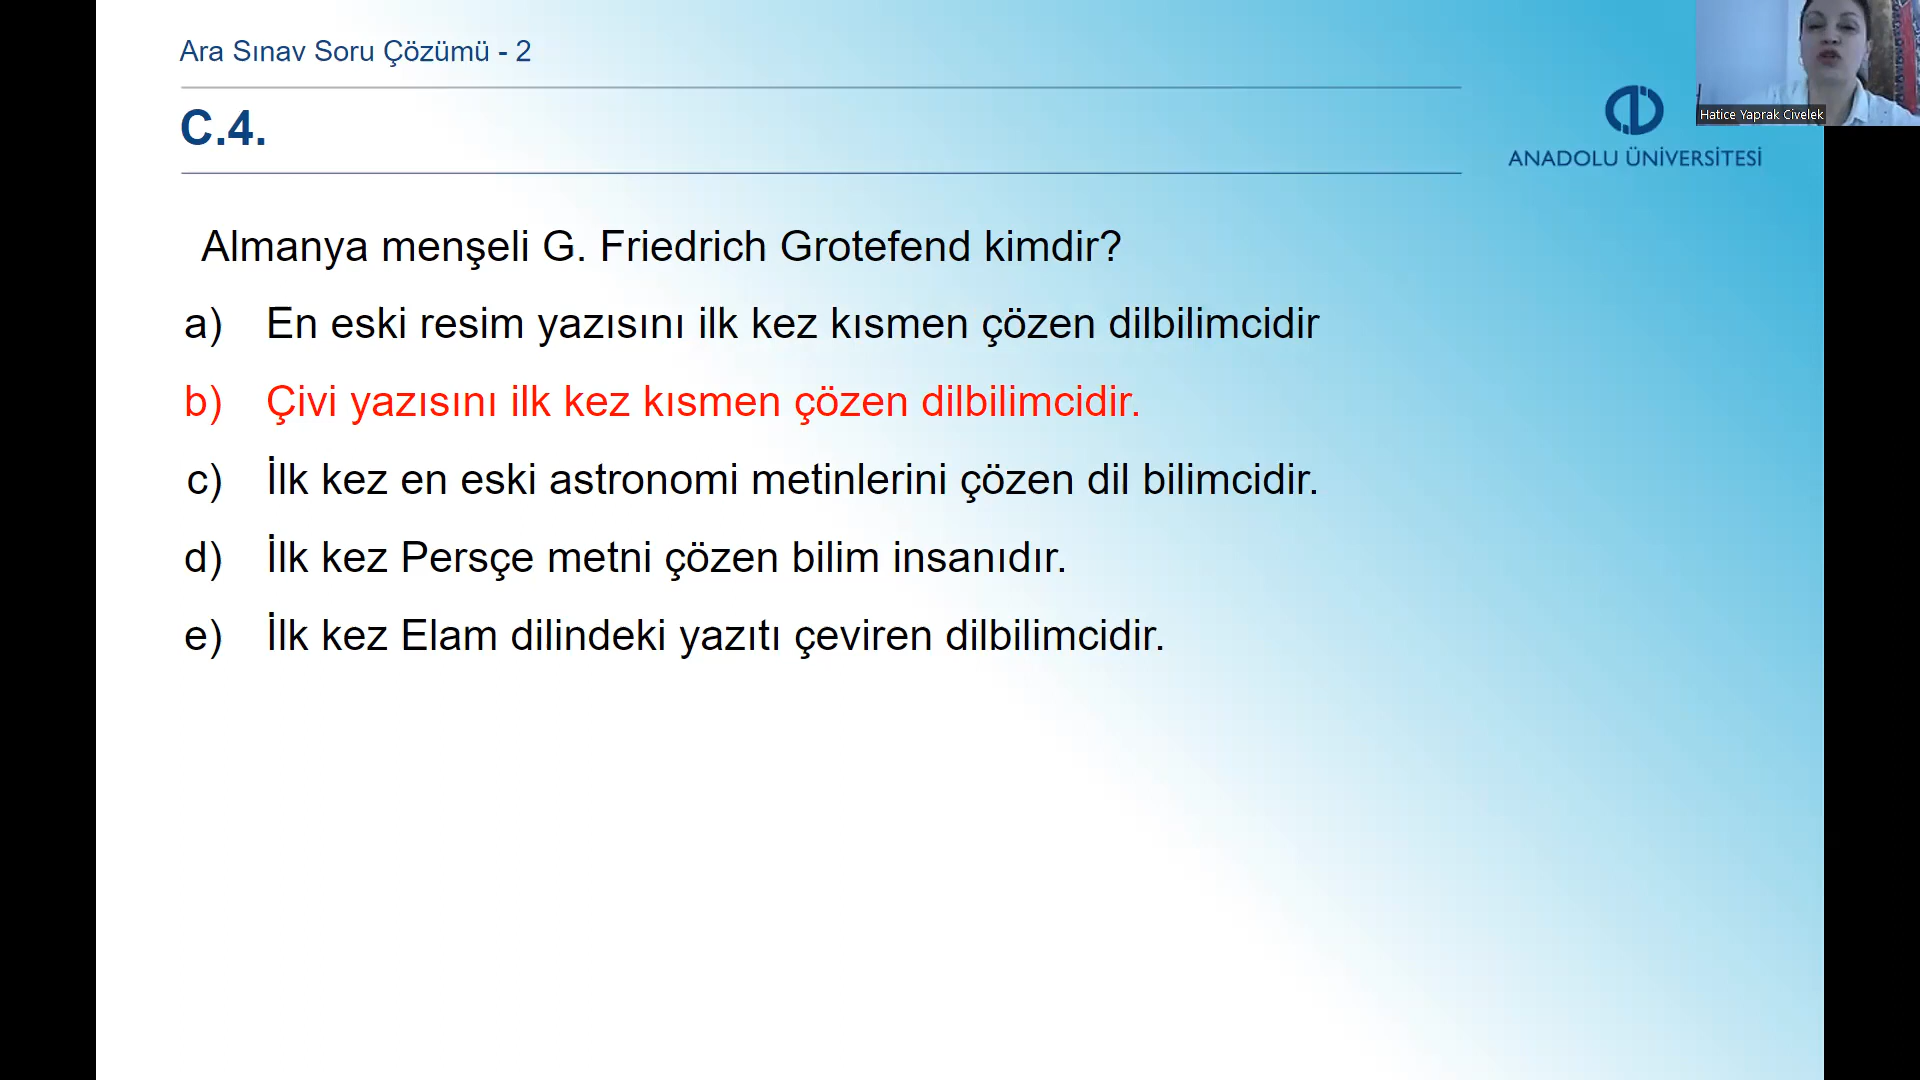 Ara Sınav Soru Çözümü - 2
C.4.
ANADOLU ÜNİVERSİTESİ
Hatice Yaprak Civelek
Almanya menşeli G. Friedrich Grotefend kimdir?
a) En eski resim yazısını ilk kez kısmen çözen dilbilimcidir
b) Çivi yazısını ilk kez kısmen çözen dilbilimcidir.
c) İlk kez en eski astronomi metinlerini çözen dil bilimcidir.
d) İlk kez Persçe metni çözen bilim insanıdır.
e) İlk kez Elam dilindeki yazıtı çeviren dilbilimcidir.